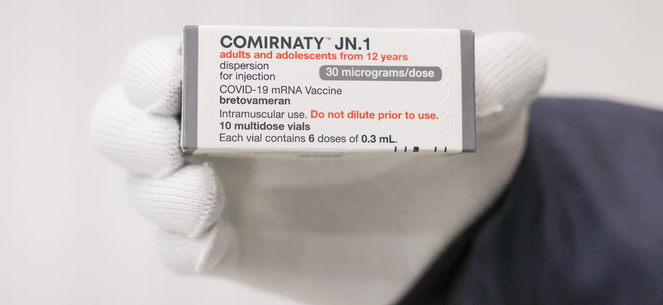 COMIRNATY™ JN.1
adults and adolescents from 12 years
dispersion
for injection
30 micrograms/dose
COVID-19 mRNA Vaccine
bretovameran
Intramuscular use. Do not dilute prior to use.
10 multidose vials
Each vial contains 6 doses of 0.3 mL.